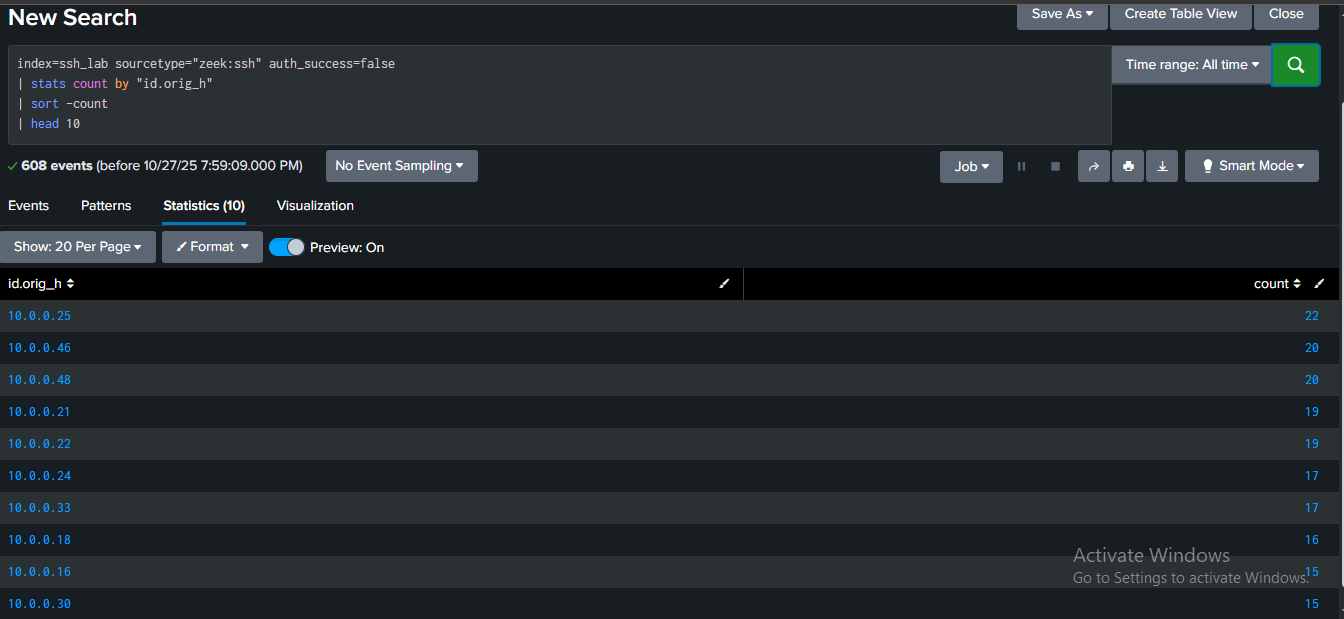 New Search
Save As
Create Table View
Close
index=ssh_lab sourcetype="zeek:ssh" auth_success=false
| stats count by "id.orig_h"
| sort -count
| head 10
Time range: All time
608 events (before 10/27/25 7:59:09.000 PM)
No Event Sampling
Job
Smart Mode
Events
Patterns
Statistics (10)
Visualization
Show: 20 Per Page
Format
Preview: On
id.orig_h count
10.0.0.25 22
10.0.0.46 20
10.0.0.48 20
10.0.0.21 19
10.0.0.22 19
10.0.0.24 17
10.0.0.33 17
10.0.0.18 16
10.0.0.16 15
10.0.0.30 15
Activate Windows
Go to Settings to activate Windows.